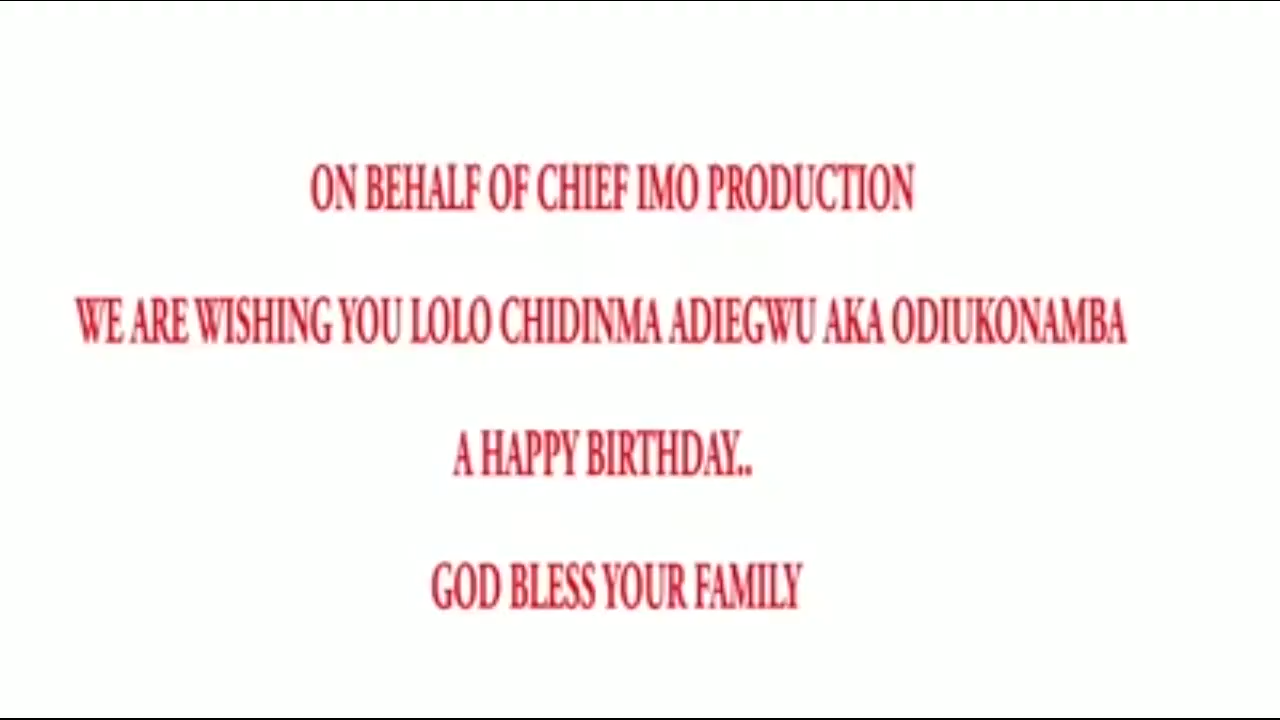 ON BEHALF OF CHIEF IMO PRODUCTION
WE ARE WISHING YOU LOLO CHIDINMA ADIEGWU AKA ODIUKONAMBA
A HAPPY BIRTHDAY..
GOD BLESS YOUR FAMILY